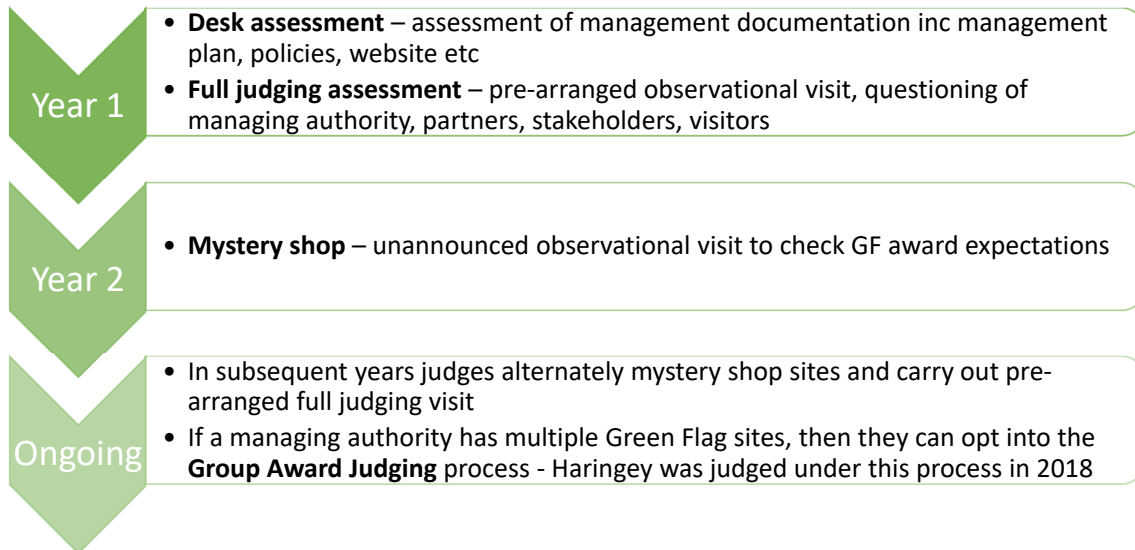 Year 1
• Desk assessment – assessment of management documentation inc management
plan, policies, website etc
• Full judging assessment – pre-arranged observational visit, questioning of
managing authority, partners, stakeholders, visitors
Year 2
• Mystery shop – unannounced observational visit to check GF award expectations
Ongoing
• In subsequent years judges alternately mystery shop sites and carry out pre-
arranged full judging visit
• If a managing authority has multiple Green Flag sites, then they can opt into the
Group Award Judging process - Haringey was judged under this process in 2018